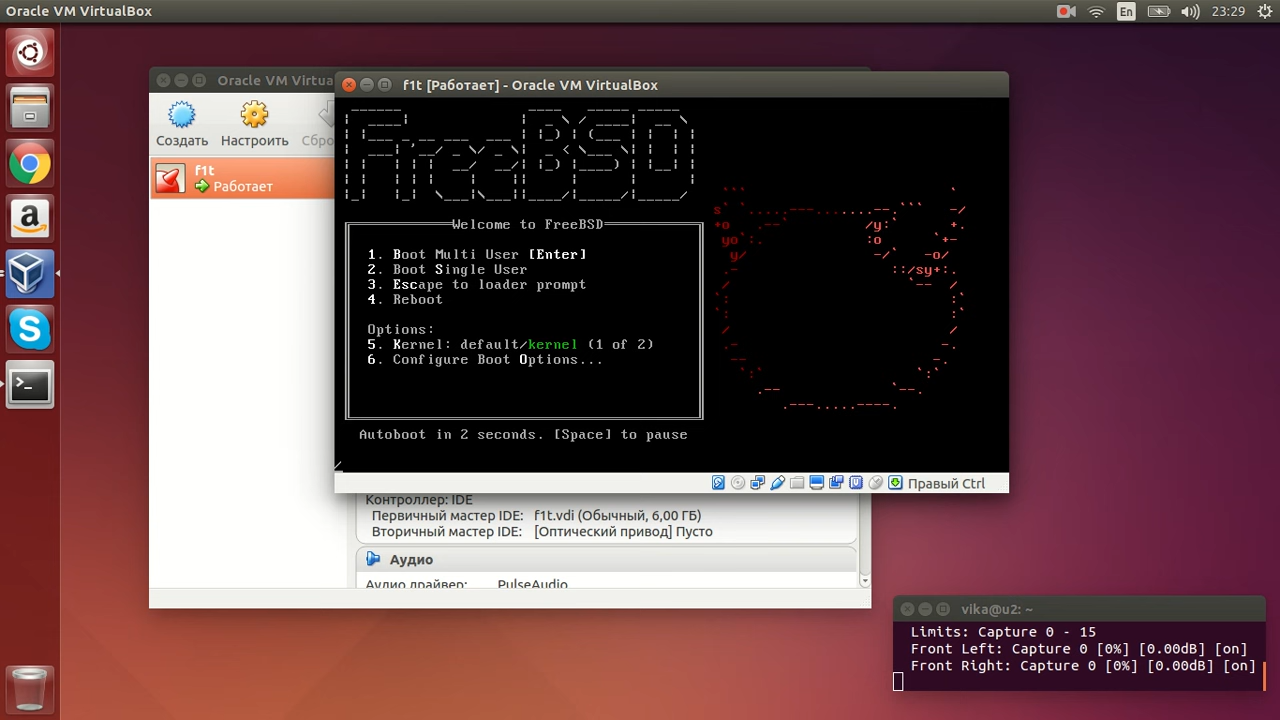 Oracle VM VirtualBox
En
23:29
Oracle VM Virtua
f1t [Работает] - Oracle VM VirtualBox
Создать
Настроить
Сбро
f1t
Работает
FreeBSD
Welcome to FreeBSD
1. Boot Multi User [Enter]
2. Boot Single User
3. Escape to loader prompt
4. Reboot
Options:
5. Kernel: default/kernel (1 of 2)
6. Configure Boot Options...
Autoboot in 2 seconds. [Space] to pause
Правый Ctrl
Контроллер: IDE
Первичный мастер IDE: f1t.vdi (Обычный, 6,00 ГБ)
Вторичный мастер IDE: [Оптический привод] Пусто
Аудио
Аудио драйвер: PulseAudio
vika@u2: ~
Limits: Capture 0 - 15
Front Left: Capture 0 [0%] [0.00dB] [on]
Front Right: Capture 0 [0%] [0.00dB] [on]